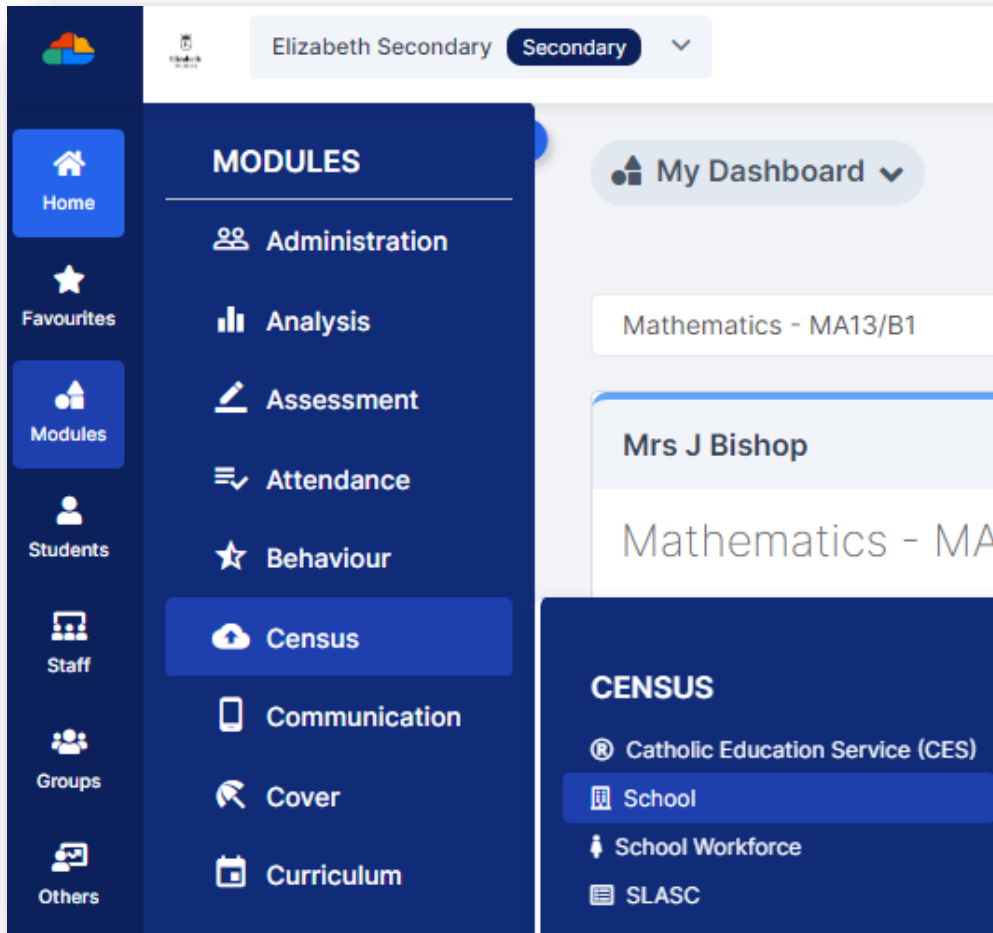 Elizabeth Secondary Secondary
Home
Favourites
Modules
Students
Staff
Groups
Others
MODULES
Administration
Analysis
Assessment
Attendance
Behaviour
Census
Communication
Cover
Curriculum
My Dashboard
Mathematics - MA13/B1
Mrs J Bishop
Mathematics - MA
CENSUS
Catholic Education Service (CES)
School
School Workforce
SLASC